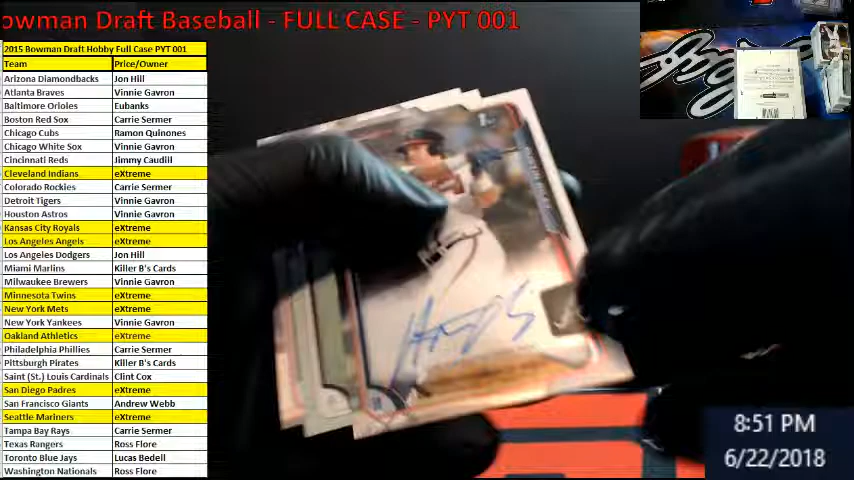 owman Draft Baseball - FULL CASE - PYT 001
2015 Bowman Draft Hobby Full Case PYT 001
Team Price/Owner
Arizona Diamondbacks Jon Hill
Atlanta Braves Vinnie Gavron
Baltimore Orioles Eubanks
Boston Red Sox Carrie Sermer
Chicago Cubs Ramon Quinones
Chicago White Sox Vinnie Gavron
Cincinnati Reds Jimmy Caudill
Cleveland Indians eXtreme
Colorado Rockies Carrie Sermer
Detroit Tigers Vinnie Gavron
Houston Astros Vinnie Gavron
Kansas City Royals eXtreme
Los Angeles Angels eXtreme
Los Angeles Dodgers Jon Hill
Miami Marlins Killer B's Cards
Milwaukee Brewers Vinnie Gavron
Minnesota Twins eXtreme
New York Mets eXtreme
New York Yankees Vinnie Gavron
Oakland Athletics eXtreme
Philadelphia Phillies Carrie Sermer
Pittsburgh Pirates Killer B's Cards
Saint (St.) Louis Cardinals Clint Cox
San Diego Padres eXtreme
San Francisco Giants Andrew Webb
Seattle Mariners eXtreme
Tampa Bay Rays Carrie Sermer
Texas Rangers Ross Flore
Toronto Blue Jays Lucas Bedell
Washington Nationals Ross Flore
8:51 PM
6/22/2018